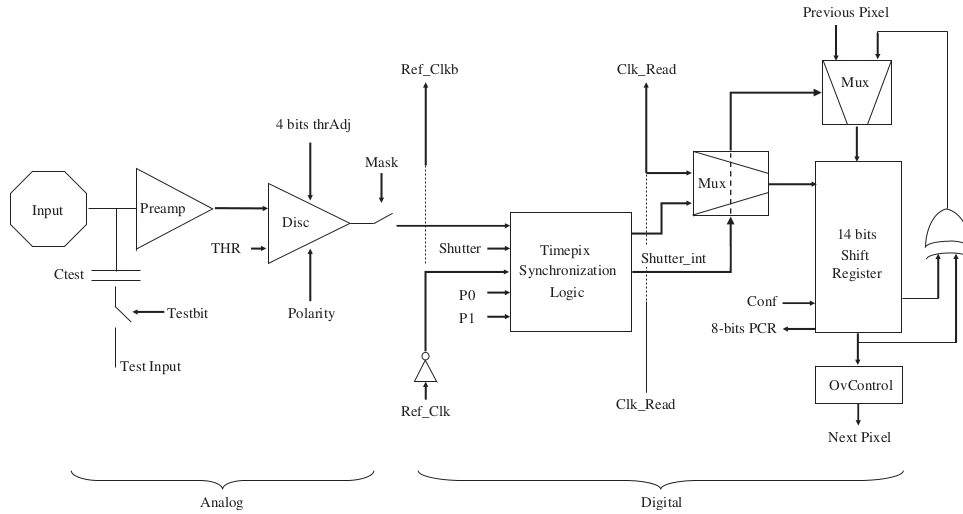 Previous Pixel
Ref_Clkb
Clk_Read
Mux
4 bits thrAdj
Mask
Input
Preamp
Disc
Mux
THR
Shutter
Timepix
Synchronization
Logic
Shutter_int
14 bits
Shift
Register
Ctest
P0
P1
Conf
Testbit
Polarity
8-bits PCR
Test Input
OvControl
Ref_Clk
Clk_Read
Next Pixel
Analog
Digital